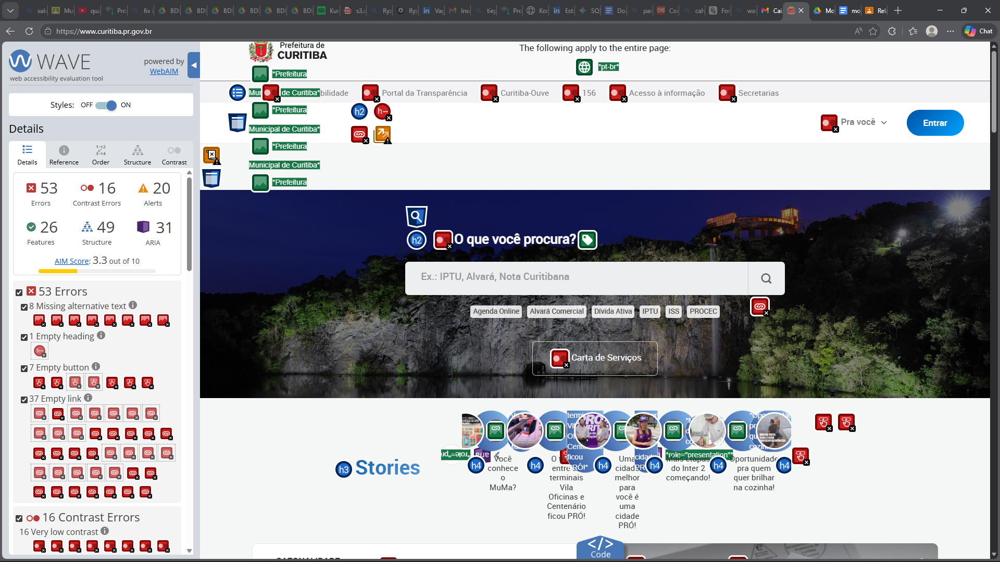 https://www.curitiba.pr.gov.br
Chat
WAVE
web accessibility evaluation tool
powered by
WebAIM
Styles: OFF ON
Details
Details Reference Order Structure Contrast
53 Errors
16 Contrast Errors
20 Alerts
26 Features
49 Structure
31 ARIA
AIM Score: 3.3 out of 10
53 Errors
8 Missing alternative text
1 Empty heading
7 Empty button
37 Empty link
16 Contrast Errors
16 Very low contrast
Prefeitura de
CURITIBA
The following apply to the entire page:
*pt-br*
*Prefeitura
de Curitiba*
bilidade
Portal da Transparência
Curitiba-Ouve
156
Acesso à informação
Secretarias
*Prefeitura
Municipal de Curitiba*
h2
h-
Pra você
Entrar
*Prefeitura
Municipal de Curitiba*
*Prefeitura
h2
O que você procura?
Ex.: IPTU, Alvará, Nota Curitibana
Agenda Online
Alvará Comercial
Dívida Ativa
IPTU
ISS
PROCEC
Carta de Serviços
h3 Stories
*role="presentation"*
h4 h4 h4 h4 h4 h4
Você
conhece
o
MuMa?
entre
terminais
Vila
Oficinas e
Centenário
ficou PRÓ!
Uma
cidade
melhor
para
você é
uma
cidade
PRÓ!
Mais etapas
do Inter 2
começando!
Oportunidade
pra quem
quer brilhar
na cozinha!
</> Code